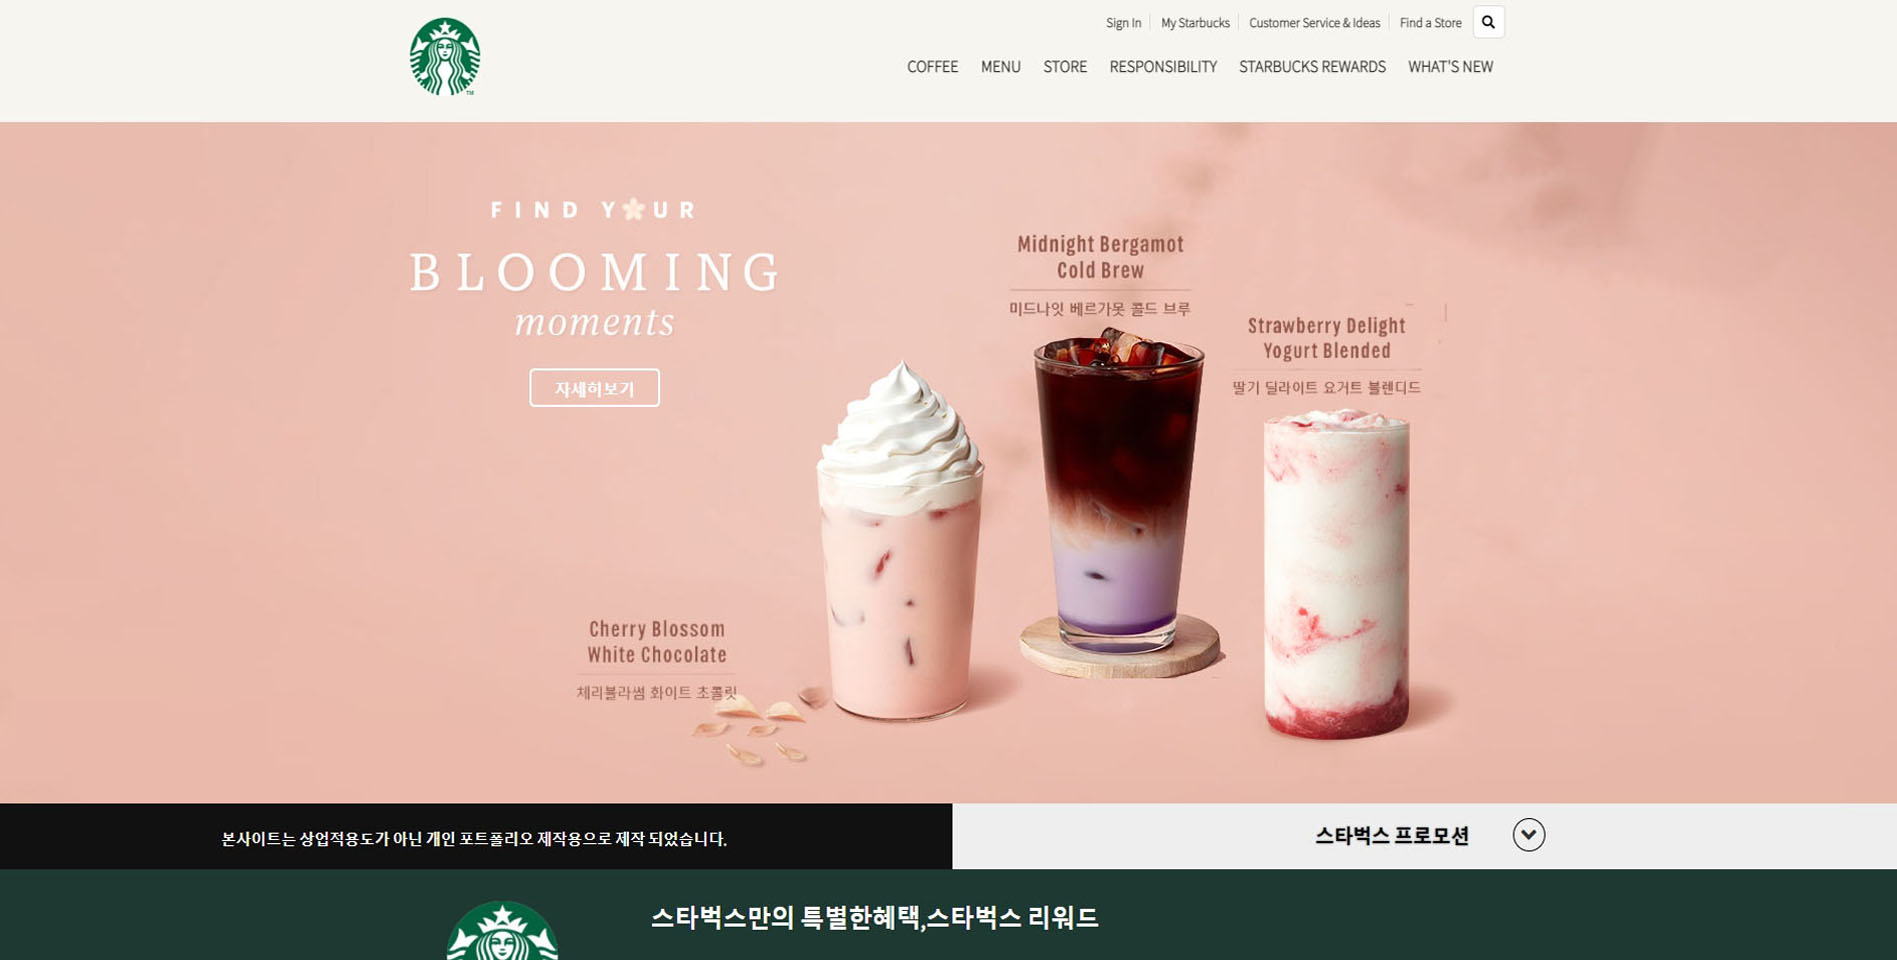 Sign In
My Starbucks
Customer Service & Ideas
Find a Store
COFFEE
MENU
STORE
RESPONSIBILITY
STARBUCKS REWARDS
WHAT'S NEW
TM
FIND YOUR
BLOOMING
moments
자세히보기
Midnight Bergamot
Cold Brew
미드나잇 베르가못 콜드 브루
Strawberry Delight
Yogurt Blended
딸기 딜라이트 요거트 블렌디드
Cherry Blossom
White Chocolate
체리블라썸 화이트 초콜릿
본사이트는 상업적용도가 아닌 개인 포트폴리오 제작용으로 제작 되었습니다.
스타벅스 프로모션
스타벅스만의 특별한혜택,스타벅스 리워드